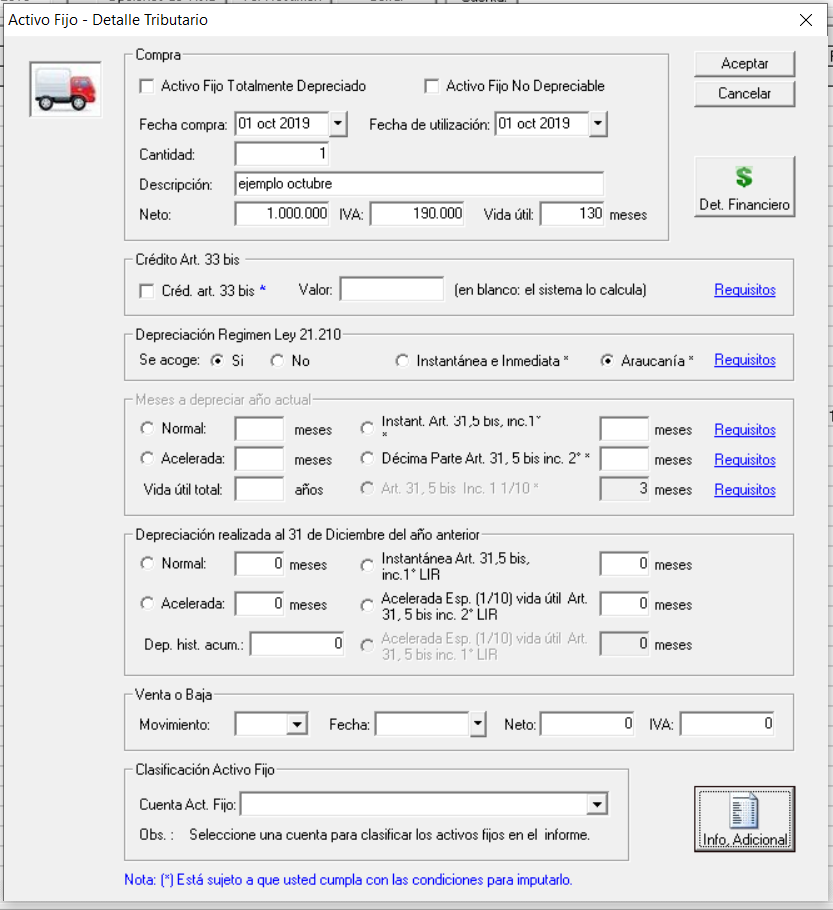 Activo Fijo - Detalle Tributario
Compra
Activo Fijo Totalmente Depreciado Activo Fijo No Depreciable
Aceptar
Cancelar
Fecha compra: 01 oct 2019 Fecha de utilización: 01 oct 2019
Cantidad: 1
Descripción: ejemplo octubre
Neto: 1.000.000 IVA: 190.000 Vida útil: 130 meses
$
Det. Financiero
Crédito Art. 33 bis
Créd. art. 33 bis * Valor: (en blanco: el sistema lo calcula) Requisitos
Depreciación Regimen Ley 21.210
Se acoge: Si No Instantánea e Inmediata * Araucanía * Requisitos
Meses a depreciar año actual
Normal: meses Instant. Art. 31,5 bis, inc.1° * meses Requisitos
Acelerada: meses Décima Parte Art. 31, 5 bis inc. 2° * meses Requisitos
Vida útil total: años Art. 31, 5 bis Inc. 1 1/10 * 3 meses Requisitos
Depreciación realizada al 31 de Diciembre del año anterior
Normal: 0 meses Instantánea Art. 31,5 bis, inc.1° LIR 0 meses
Acelerada: 0 meses Acelerada Esp. (1/10) vida útil Art. 31, 5 bis inc. 2° LIR 0 meses
Dep. hist. acum.: 0 Acelerada Esp. (1/10) vida útil Art. 31, 5 bis inc. 1° LIR 0 meses
Venta o Baja
Movimiento: Fecha: Neto: 0 IVA: 0
Clasificación Activo Fijo
Cuenta Act. Fijo:
Obs. : Seleccione una cuenta para clasificar los activos fijos en el informe.
Info. Adicional
Nota: (*) Está sujeto a que usted cumpla con las condiciones para imputarlo.